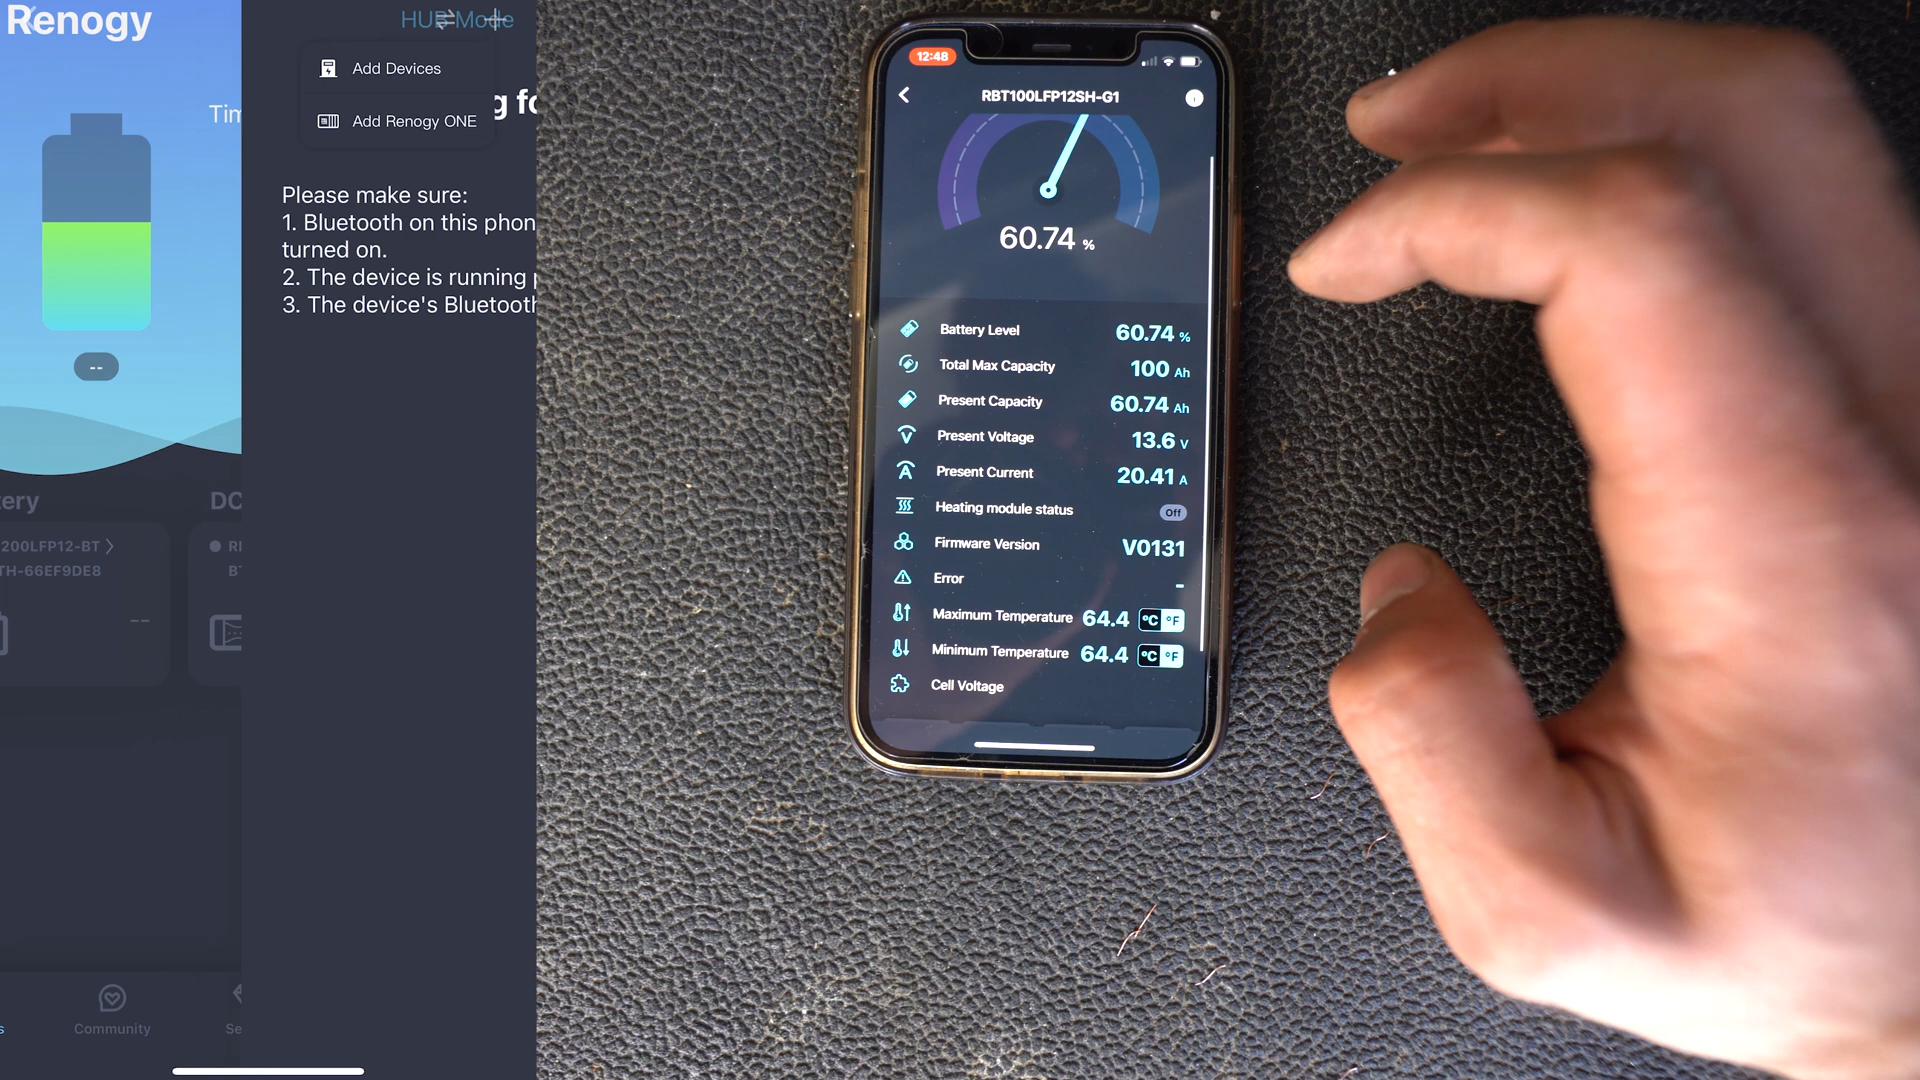 Renogy
HUB Mode
Add Devices
Add Renogy ONE
g fo
Tim
Please make sure:
1. Bluetooth on this phon
turned on.
2. The device is running p
3. The device's Bluetooth
--
ery
DC
200LFP12-BT
TH-66EF9DE8
RI
BT
--
s
Community
Se
12:48
RBT100LFP12SH-G1
60.74 %
Battery Level 60.74 %
Total Max Capacity 100 Ah
Present Capacity 60.74 Ah
Present Voltage 13.6 V
Present Current 20.41 A
Heating module status Off
Firmware Version V0131
Error -
Maximum Temperature 64.4 °C °F
Minimum Temperature 64.4 °C °F
Cell Voltage